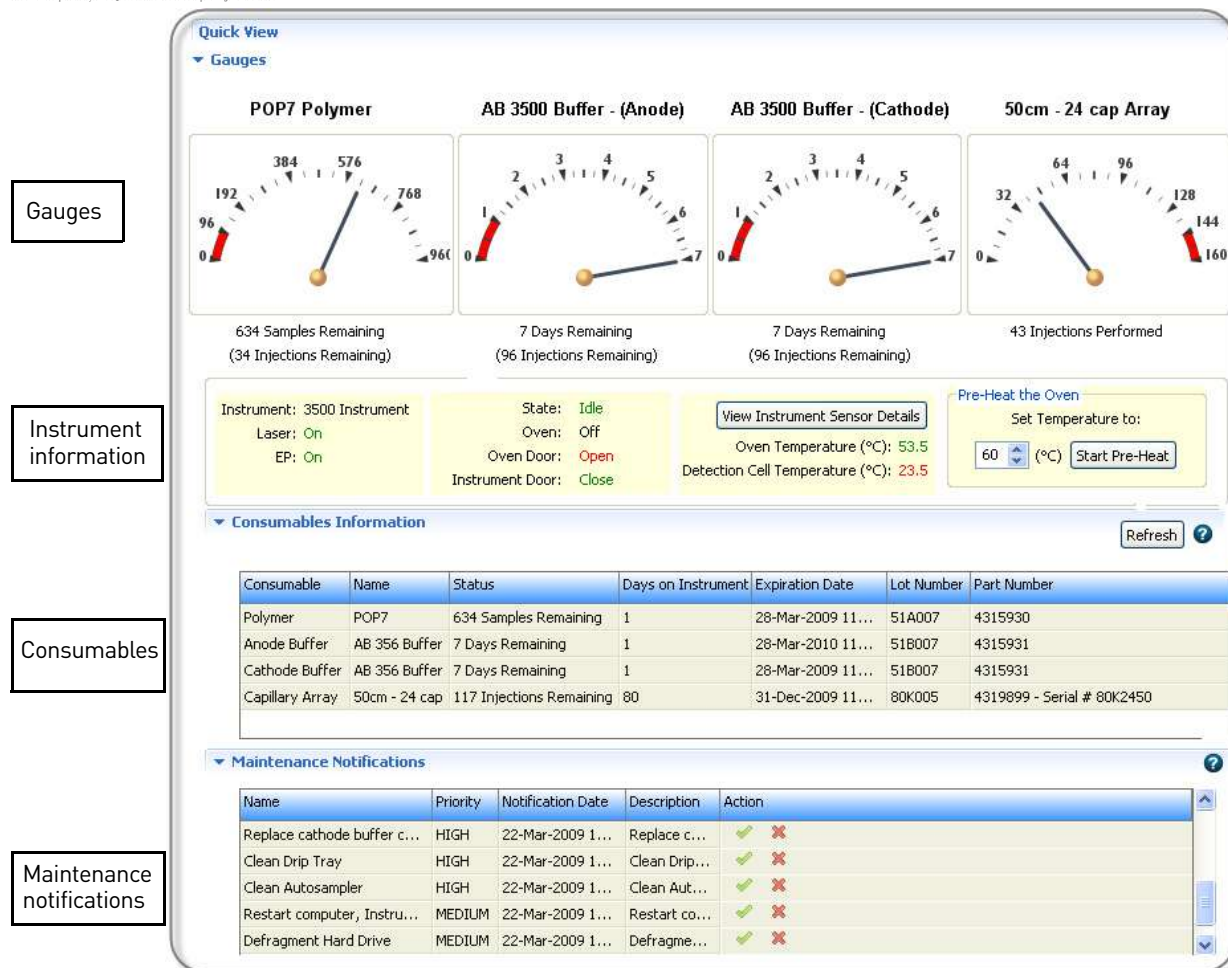 Quick View
Gauges
POP7 Polymer
AB 3500 Buffer - (Anode)
AB 3500 Buffer - (Cathode)
50cm - 24 cap Array
0 96 192 384 576 768 960
0 1 2 3 4 5 6 7
0 1 2 3 4 5 6 7
0 32 64 96 128 144 160
Gauges
634 Samples Remaining
(34 Injections Remaining)
7 Days Remaining
(96 Injections Remaining)
7 Days Remaining
(96 Injections Remaining)
43 Injections Performed
Instrument
information
Instrument: 3500 Instrument
Laser: On
EP: On
State: Idle
Oven: Off
Oven Door: Open
Instrument Door: Close
View Instrument Sensor Details
Oven Temperature (°C): 53.5
Detection Cell Temperature (°C): 23.5
Pre-Heat the Oven
Set Temperature to:
60 (°C) Start Pre-Heat
Consumables Information
Refresh ?
Consumables
Consumable Name Status Days on Instrument Expiration Date Lot Number Part Number
Polymer POP7 634 Samples Remaining 1 28-Mar-2009 11... 51A007 4315930
Anode Buffer AB 356 Buffer 7 Days Remaining 1 28-Mar-2010 11... 51B007 4315931
Cathode Buffer AB 356 Buffer 7 Days Remaining 1 28-Mar-2009 11... 51B007 4315931
Capillary Array 50cm - 24 cap 117 Injections Remaining 80 31-Dec-2009 11... 80K005 4319899 - Serial # 80K2450
Maintenance Notifications ?
Maintenance
notifications
Name Priority Notification Date Description Action
Replace cathode buffer c... HIGH 22-Mar-2009 1... Replace c...
Clean Drip Tray HIGH 22-Mar-2009 1... Clean Drip...
Clean Autosampler HIGH 22-Mar-2009 1... Clean Aut...
Restart computer, Instru... MEDIUM 22-Mar-2009 1... Restart co...
Defragment Hard Drive MEDIUM 22-Mar-2009 1... Defragme...